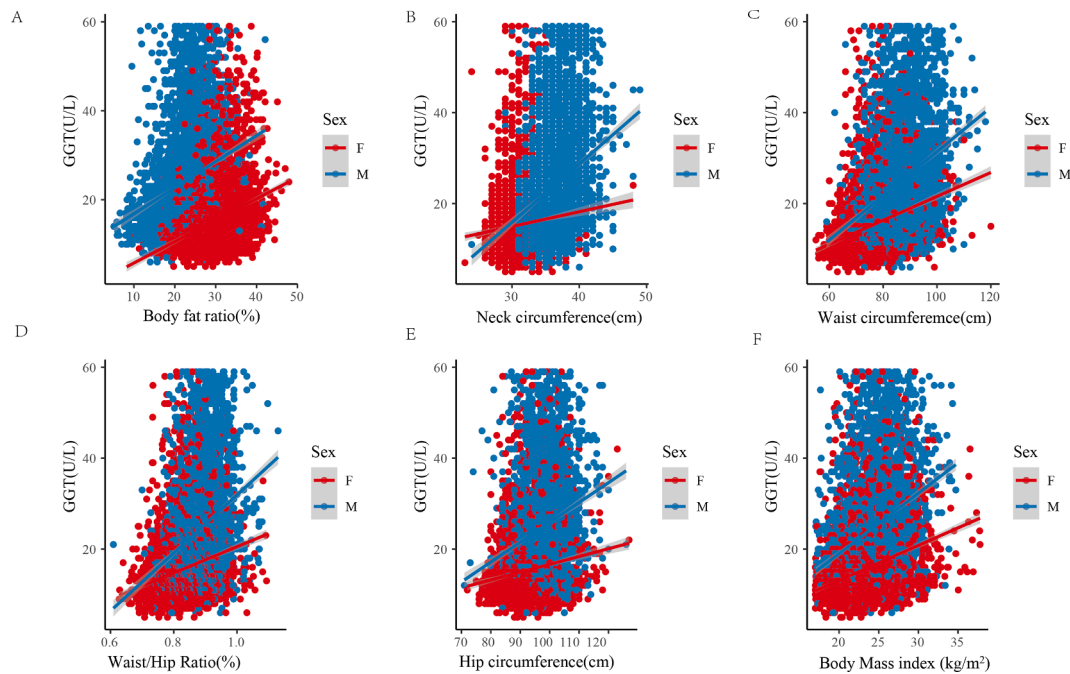 A
GGT(U/L)
60
40
20
10
20
30
40
50
Body fat ratio(%)
Sex
F
M
B
GGT(U/L)
60
40
20
30
40
50
Neck circumference(cm)
Sex
F
M
C
GGT(U/L)
60
40
20
60
80
100
120
Waist circumferemce(cm)
Sex
F
M
D
GGT(U/L)
60
40
20
0.6
0.8
1.0
Waist/Hip Ratio(%)
Sex
F
M
E
GGT(U/L)
60
40
20
70
80
90
100
110
120
Hip circumference(cm)
Sex
F
M
F
GGT(U/L)
60
40
20
20
25
30
35
Body Mass index (kg/m²)
Sex
F
M